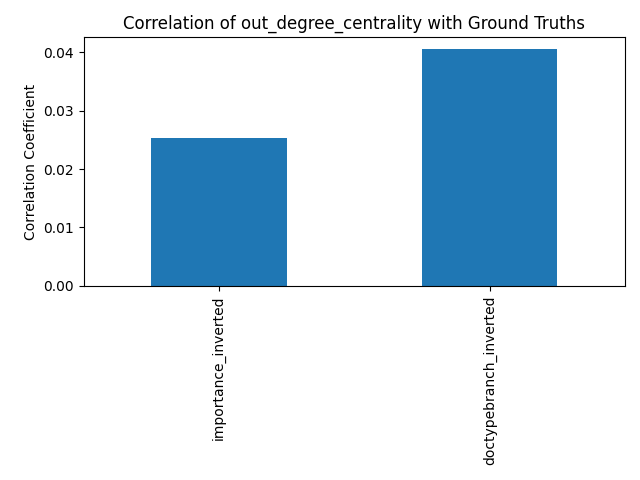 Correlation of out_degree_centrality with Ground Truths
Correlation Coefficient
0.04
0.03
0.02
0.01
0.00
importance_inverted
doctypebranch_inverted